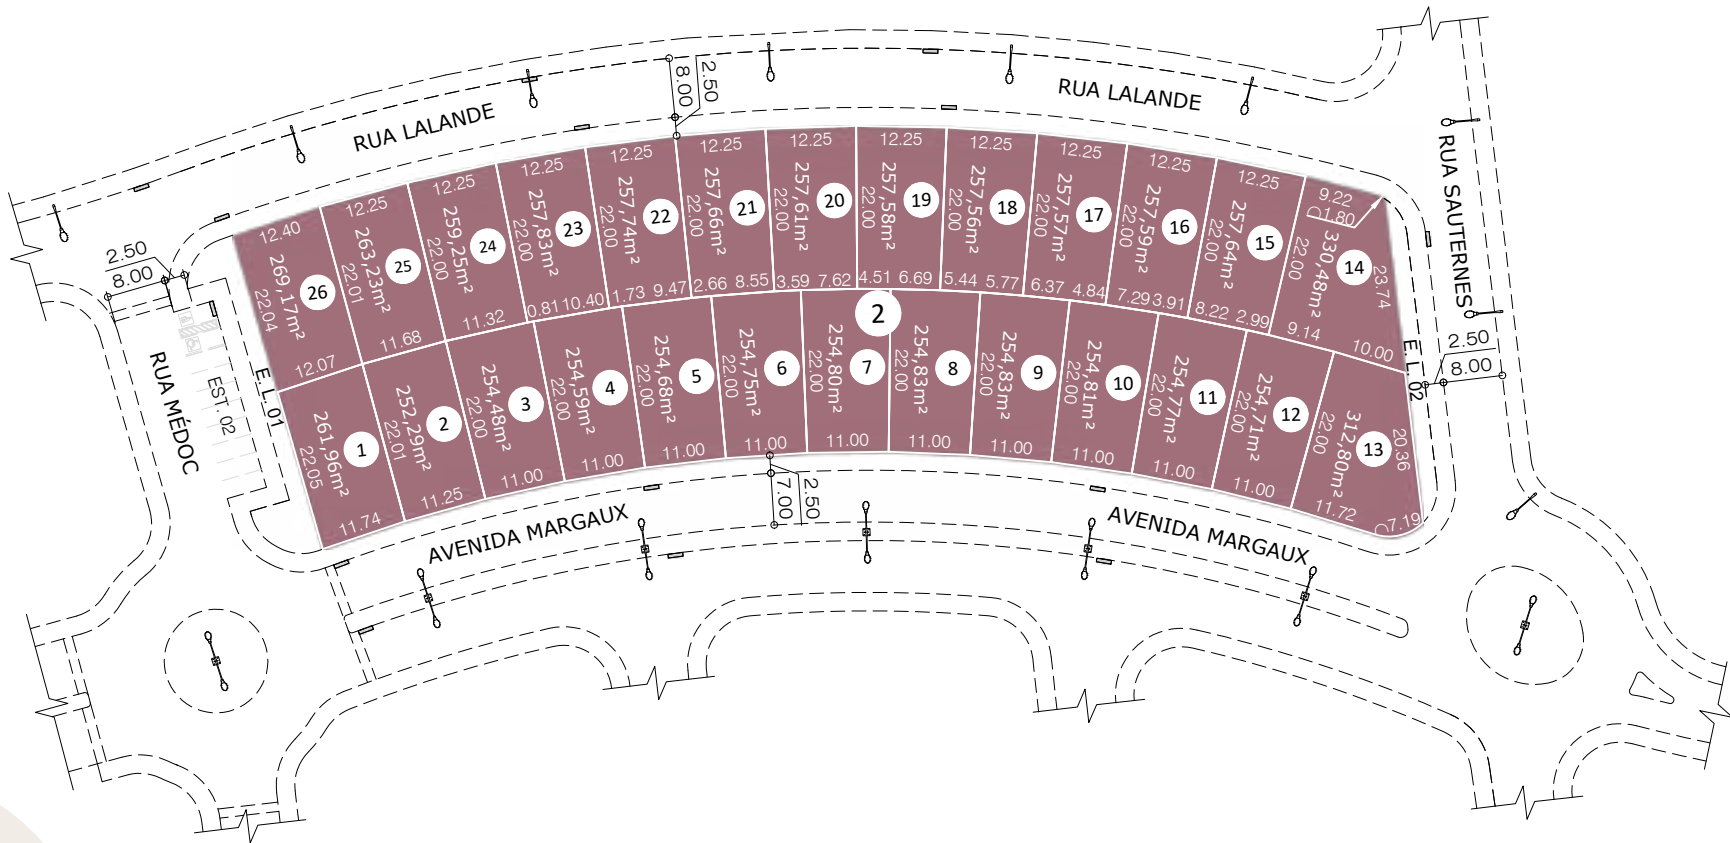 RUA LALANDE
RUA LALANDE
8.00
2.50
RUA SAUTERNES
2.50
8.00
RUA MÉDOC
EST. 02
E. L. 01
E. L. 02
2.50
8.00
12.40
269,17m²
22.04
26
12.07
12.25
263,23m²
22.01
25
11.68
12.25
259,25m²
22.00
24
11.32
12.25
257,83m²
22.00
23
0.81 10.40
12.25
257,74m²
22.00
22
1.73 9.47
12.25
257,66m²
21
2.66 8.55
12.25
257,61m²
22.00
20
3.59 7.62
12.25
257,58m²
22.00
19
4.51 6.69
12.25
257,56m²
22.00
18
5.44 5.77
12.25
257,57m²
22.00
17
6.37 4.84
12.25
257,59m²
22.00
16
7.29 3.91
12.25
257,64m²
22.00
15
8.22 2.99
9.22
D1.80
330,48m²
22.00
14
23.74
9.14 10.00
2
261,96m²
22.05
1
11.74
252,29m²
22.01
2
11.25
254,48m²
22.00
3
11.00
254,59m²
22.00
4
11.00
254,68m²
22.00
5
11.00
254,75m²
22.00
6
11.00
254,80m²
22.00
7
11.00
254,83m²
22.00
8
11.00
254,83m²
22.00
9
11.00
254,81m²
22.00
10
11.00
254,77m²
22.00
11
11.00
254,71m²
22.00
12
11.00
312,80m²
22.00
13
20.36
11.72
D7.19
7.00
2.50
AVENIDA MARGAUX
AVENIDA MARGAUX